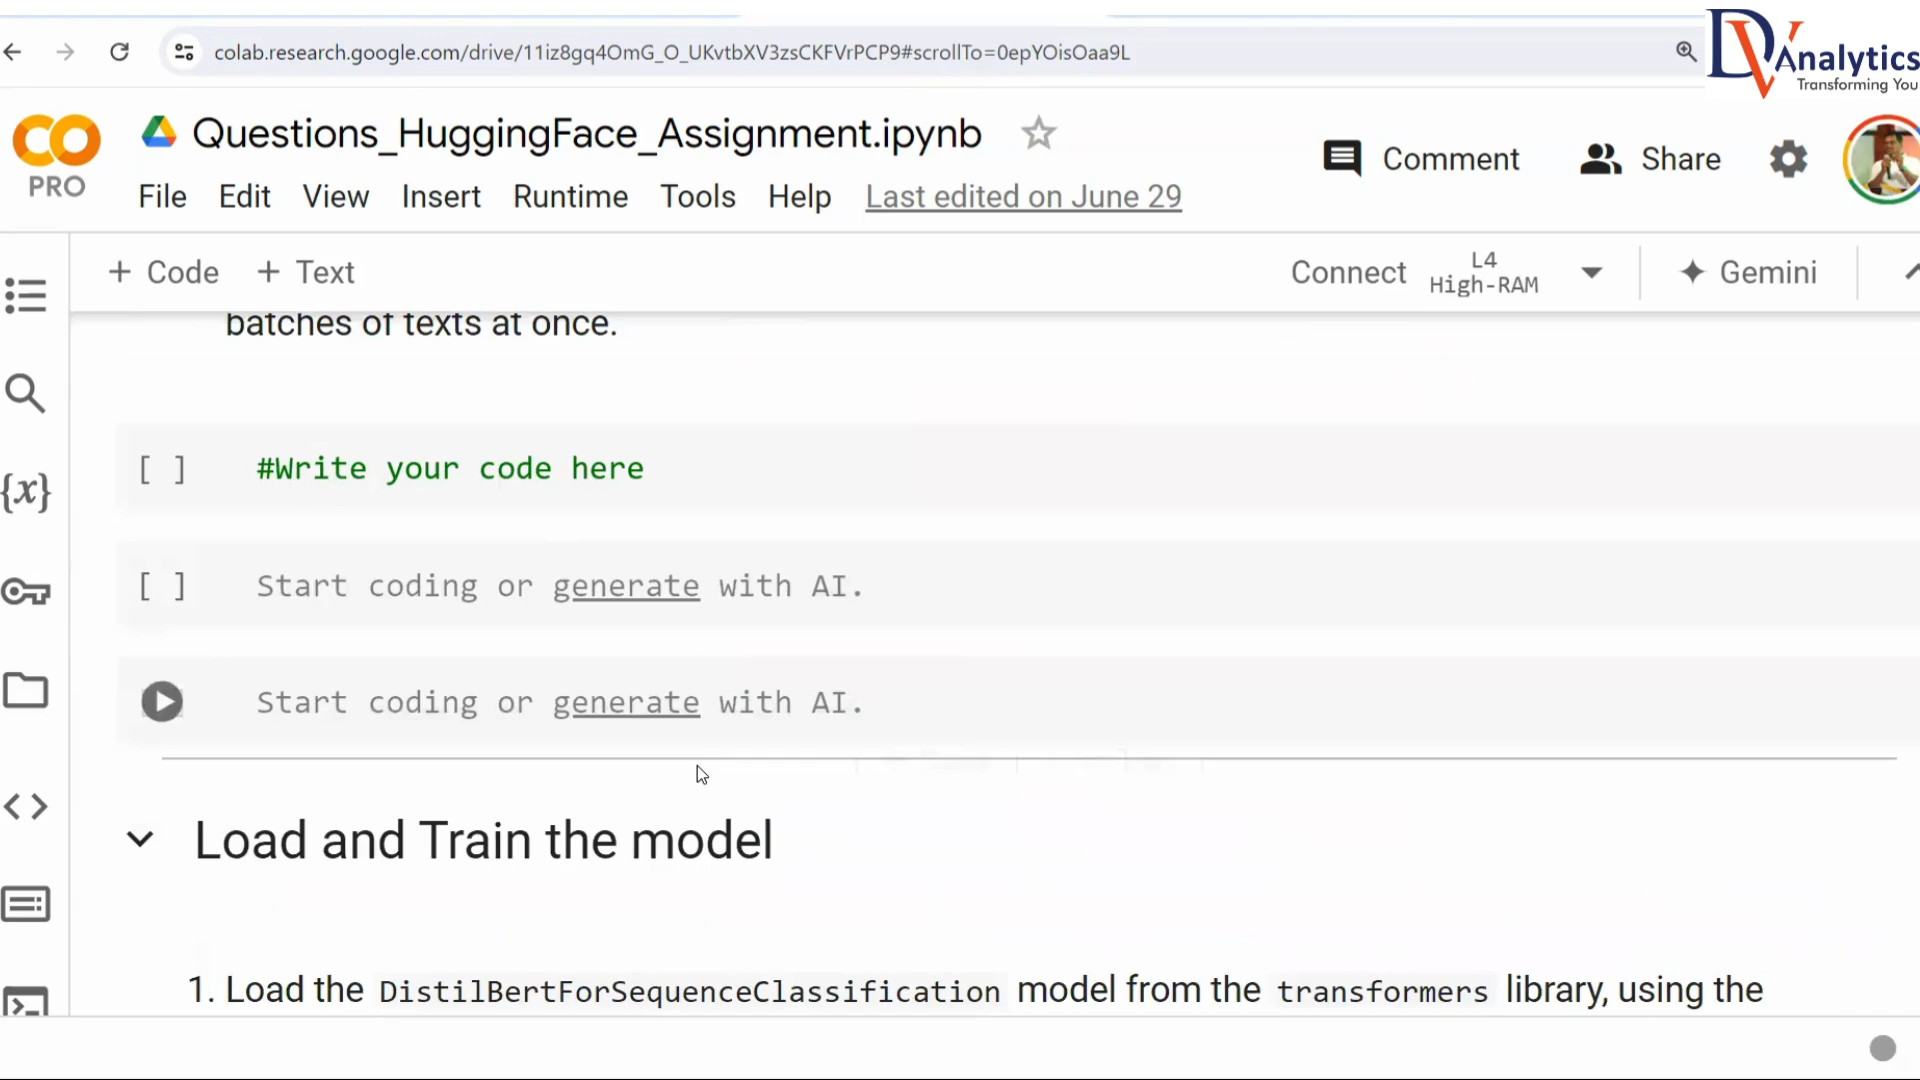 colab.research.google.com/drive/11iz8gq4OmG_O_UKvtbXV3zsCKFVrPCP9#scrollTo=0epYOisOaa9L
DV Analytics
Transforming You
CO
PRO
Questions_HuggingFace_Assignment.ipynb
Comment
Share
File Edit View Insert Runtime Tools Help Last edited on June 29
+ Code + Text
Connect
L4
High-RAM
Gemini
batches of texts at once.
[ ] #Write your code here
[ ] Start coding or generate with AI.
Start coding or generate with AI.
Load and Train the model
1. Load the DistilBertForSequenceClassification model from the transformers library, using the
{x}